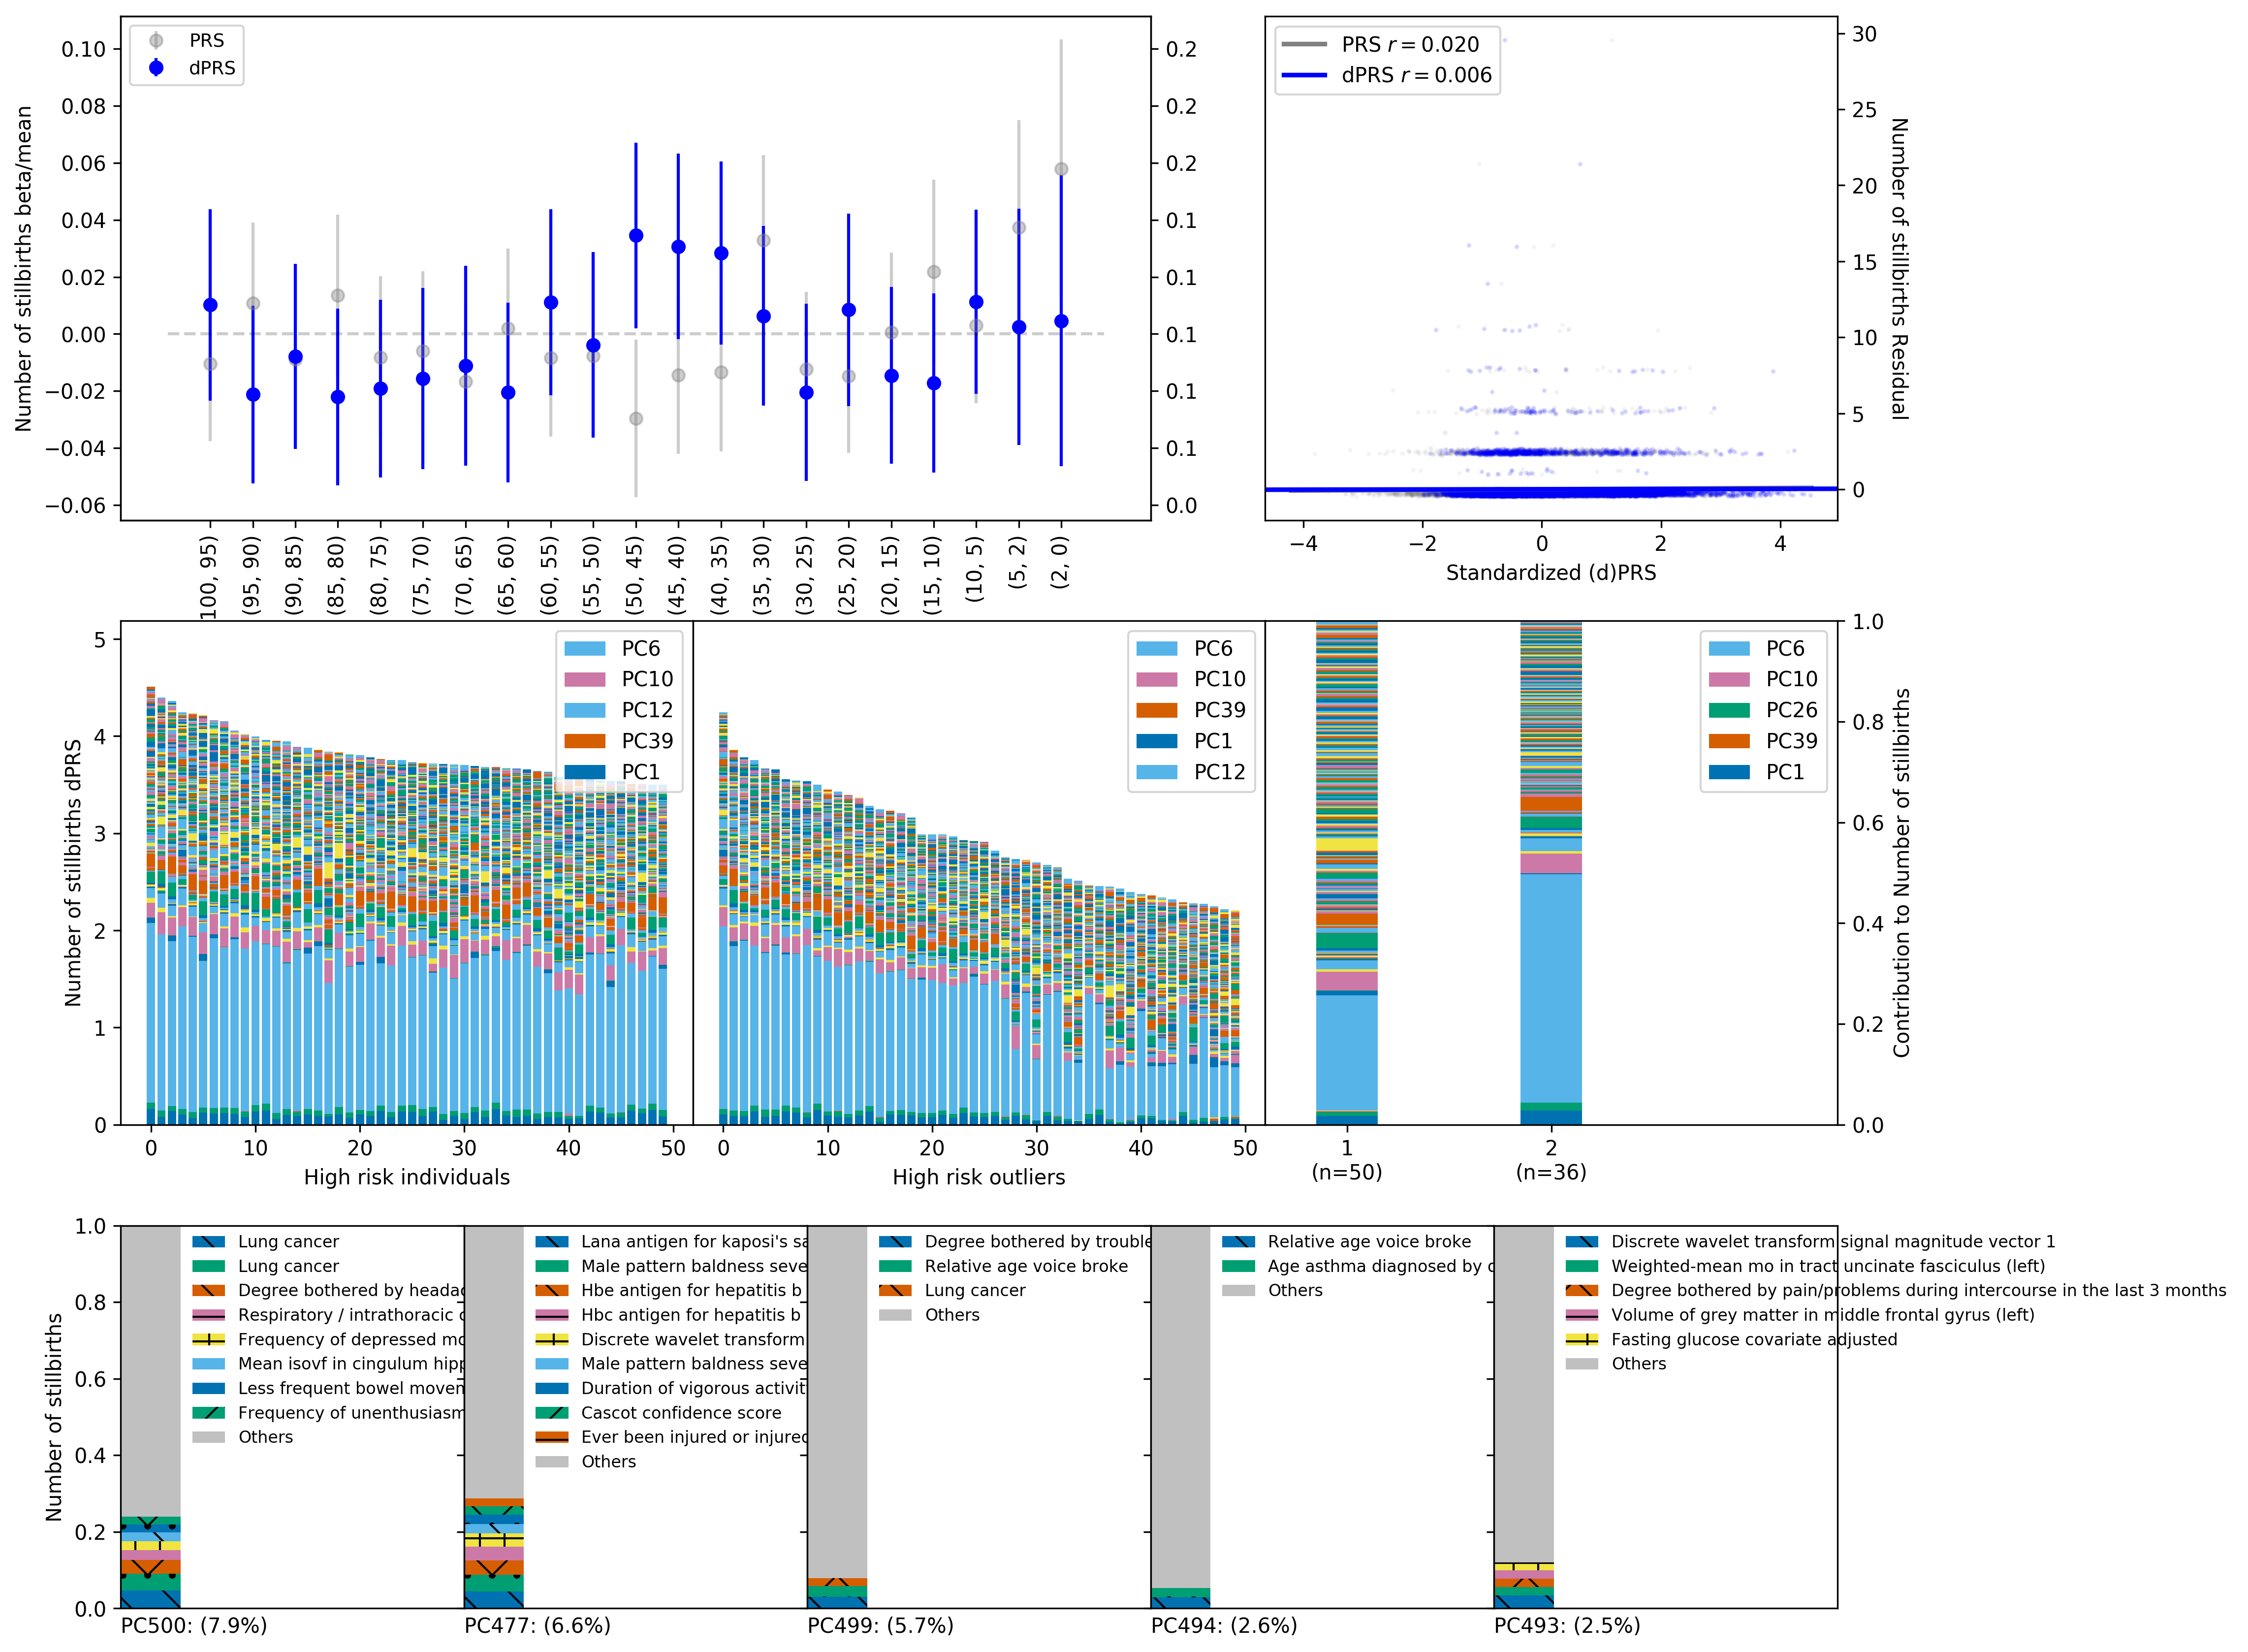 PRS
dPRS
Number of stillbirths beta/mean
0.10
0.08
0.06
0.04
0.02
0.00
−0.02
−0.04
−0.06
0.2
0.2
0.2
0.1
0.1
0.1
0.1
0.1
0.0
100, 95)
(95, 90)
(90, 85)
(85, 80)
(80, 75)
(75, 70)
(70, 65)
(65, 60)
(60, 55)
(55, 50)
(50, 45)
(45, 40)
(40, 35)
(35, 30)
(30, 25)
(25, 20)
(20, 15)
(15, 10)
(10, 5)
(5, 2)
(2, 0)
PRS r = 0.020
dPRS r = 0.006
30
25
20
15
10
5
0
Number of stillbirths Residual
−4
−2
0
2
4
Standardized (d)PRS
Number of stillbirths dPRS
5
4
3
2
1
0
PC6
PC10
PC12
PC39
PC1
0
10
20
30
40
50
High risk individuals
PC6
PC10
PC39
PC1
PC12
0
10
20
30
40
50
High risk outliers
PC6
PC10
PC26
PC39
PC1
1
(n=50)
2
(n=36)
1.0
0.8
0.6
0.4
0.2
0.0
Contribution to Number of stillbirths
Number of stillbirths
1.0
0.8
0.6
0.4
0.2
0.0
Lung cancer
Lung cancer
Degree bothered by headac
Respiratory / intrathoracic
Frequency of depressed mo
Mean isovf in cingulum hipp
Less frequent bowel movem
Frequency of unenthusiasm
Others
PC500: (7.9%)
Lana antigen for kaposi's sa
Male pattern baldness seve
Hbe antigen for hepatitis b
Hbc antigen for hepatitis b
Discrete wavelet transform
Male pattern baldness seve
Duration of vigorous activit
Cascot confidence score
Ever been injured or injured
Others
PC477: (6.6%)
Degree bothered by trouble
Relative age voice broke
Lung cancer
Others
PC499: (5.7%)
Relative age voice broke
Age asthma diagnosed by
Others
PC494: (2.6%)
Discrete wavelet transform signal magnitude vector 1
Weighted-mean mo in tract uncinate fasciculus (left)
Degree bothered by pain/problems during intercourse in the last 3 months
Volume of grey matter in middle frontal gyrus (left)
Fasting glucose covariate adjusted
Others
PC493: (2.5%)